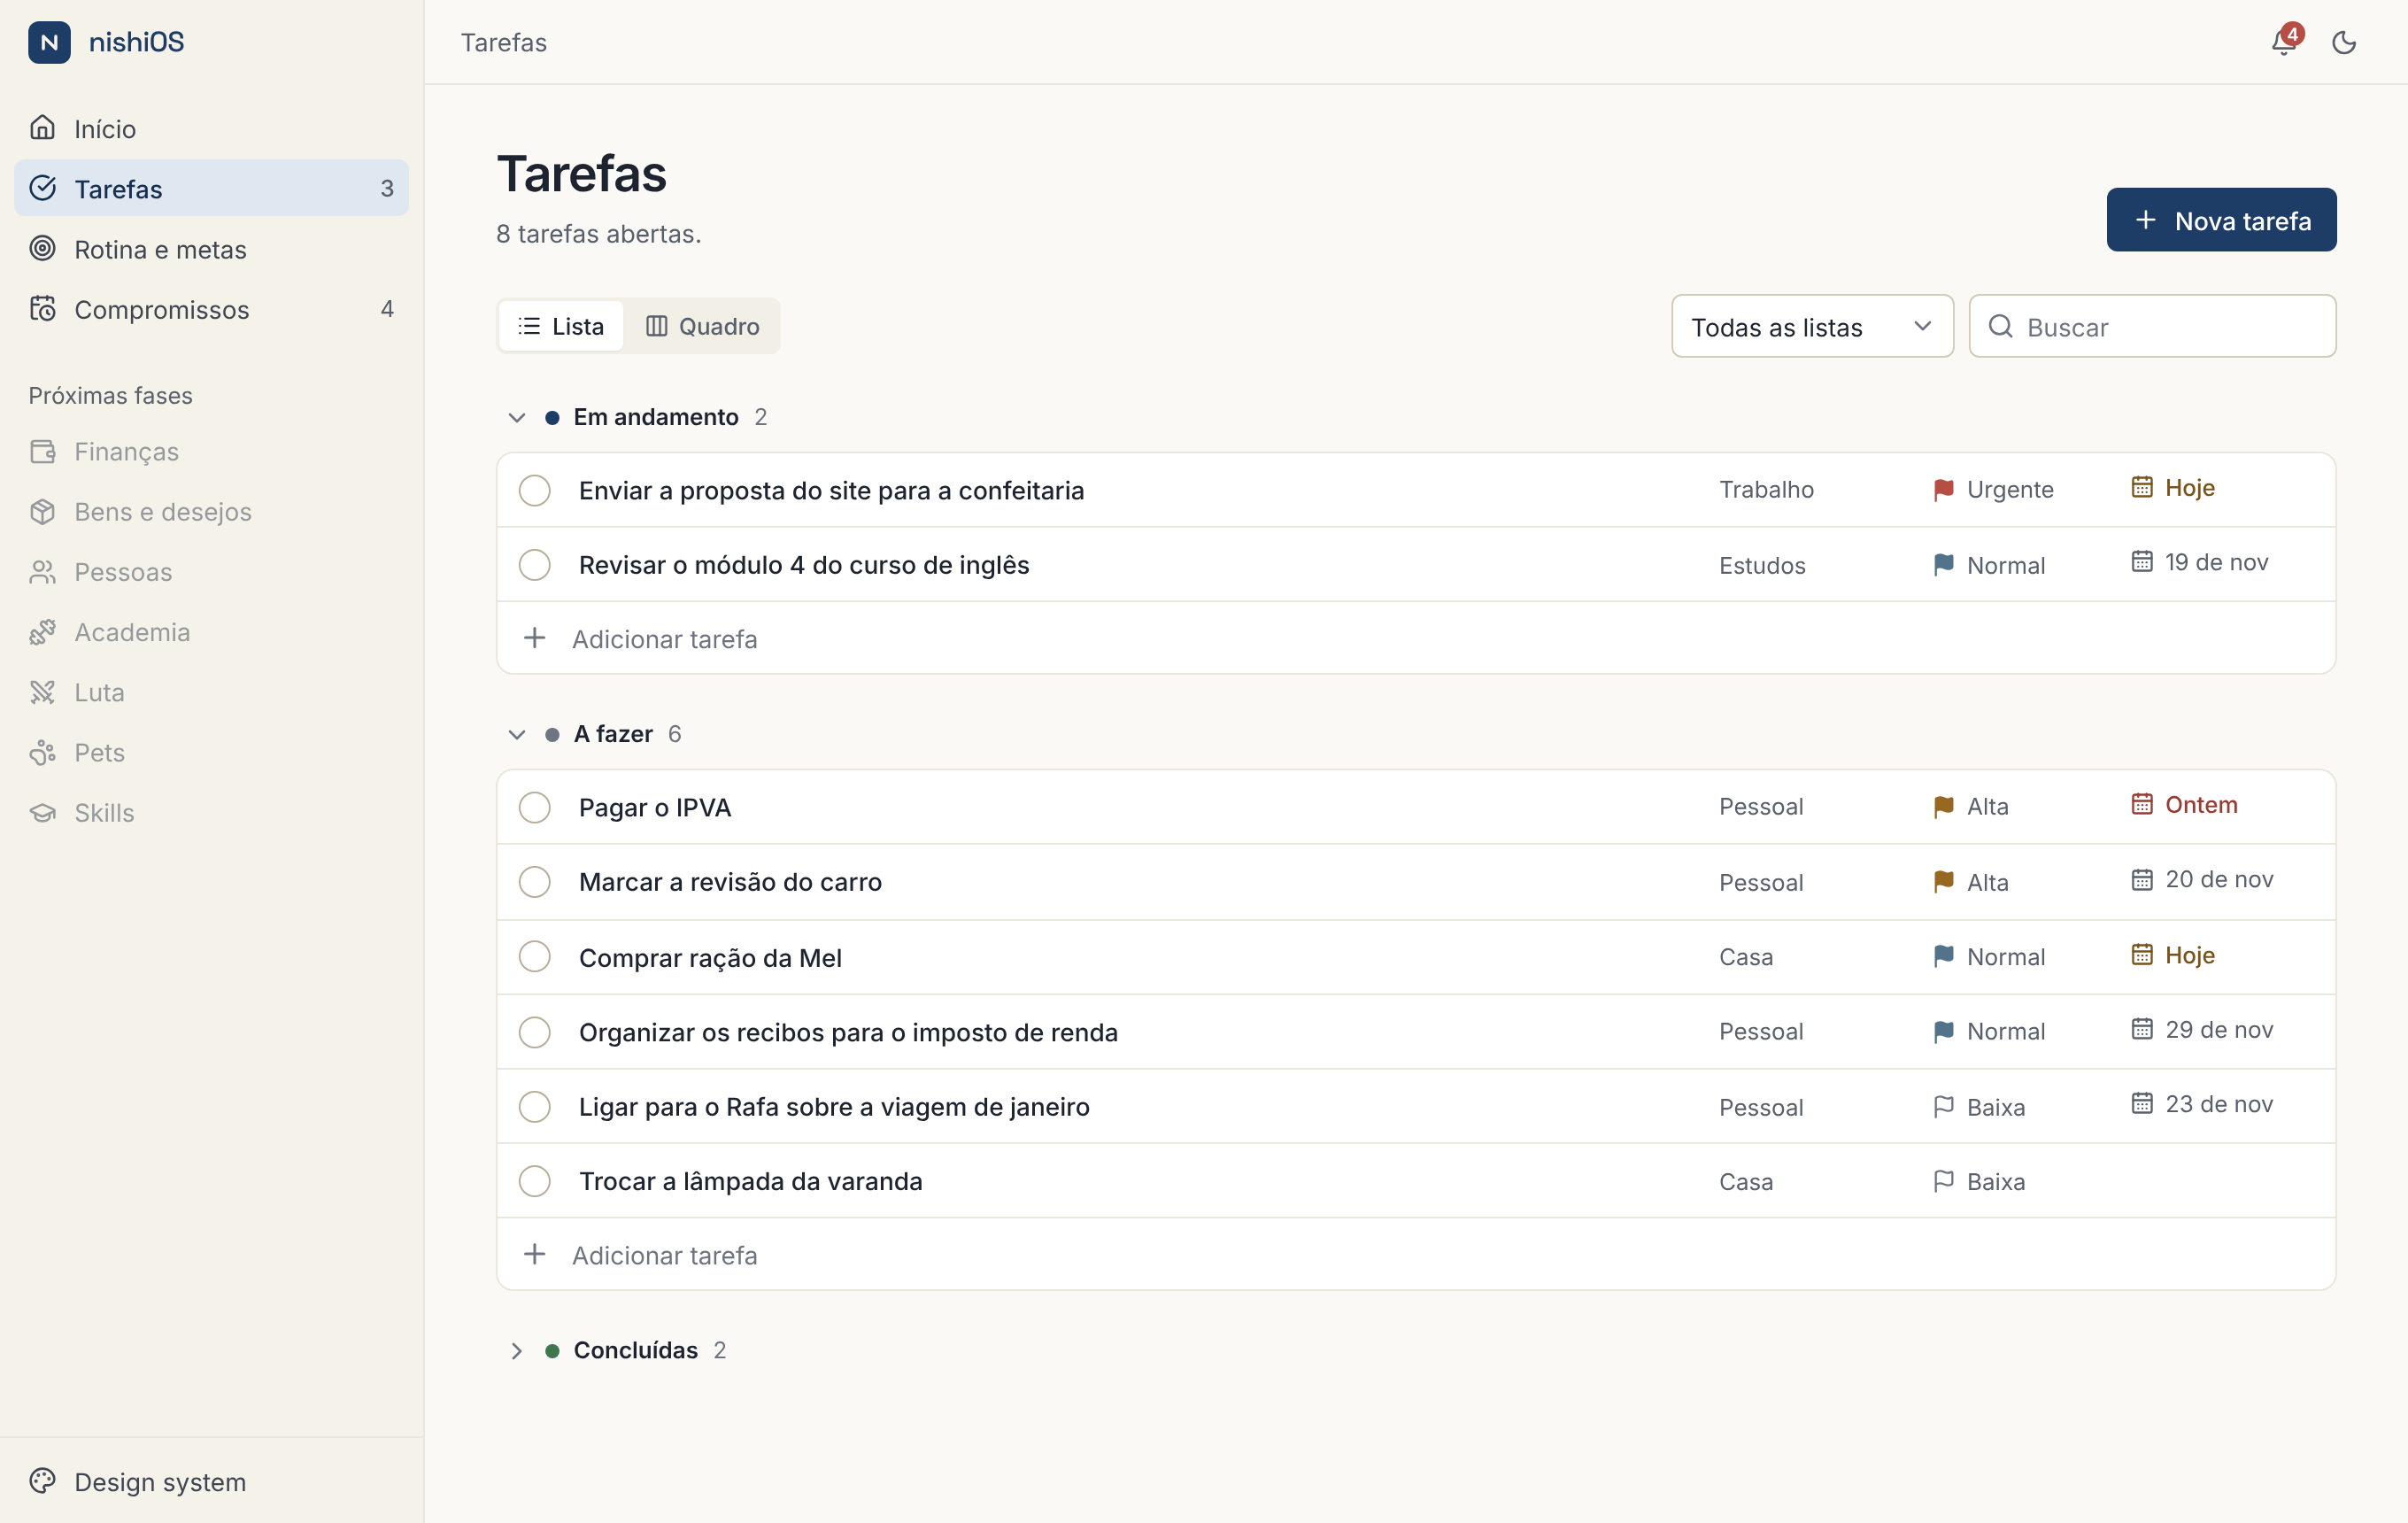 N nishiOS
Início
Tarefas 3
Rotina e metas
Compromissos 4
Próximas fases
Finanças
Bens e desejos
Pessoas
Academia
Luta
Pets
Skills
Design system
Tarefas
4
Tarefas
8 tarefas abertas.
Nova tarefa
Lista Quadro
Todas as listas Buscar
Em andamento 2
Enviar a proposta do site para a confeitaria Trabalho Urgente Hoje
Revisar o módulo 4 do curso de inglês Estudos Normal 19 de nov
Adicionar tarefa
A fazer 6
Pagar o IPVA Pessoal Alta Ontem
Marcar a revisão do carro Pessoal Alta 20 de nov
Comprar ração da Mel Casa Normal Hoje
Organizar os recibos para o imposto de renda Pessoal Normal 29 de nov
Ligar para o Rafa sobre a viagem de janeiro Pessoal Baixa 23 de nov
Trocar a lâmpada da varanda Casa Baixa
Adicionar tarefa
Concluídas 2